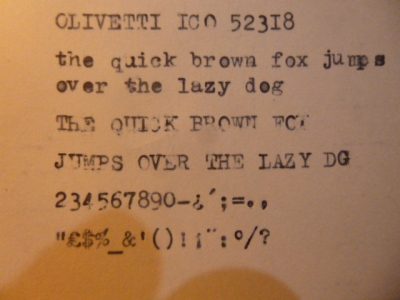 OLIVETTI ICO 52318
the quick brown fox jumps
over the lazy dog
THE QUICK BROWN FOX
JUMPS OVER THE LAZY DG
234567890-¿´;=.,
"£$%_&'()!¡¨:º/?